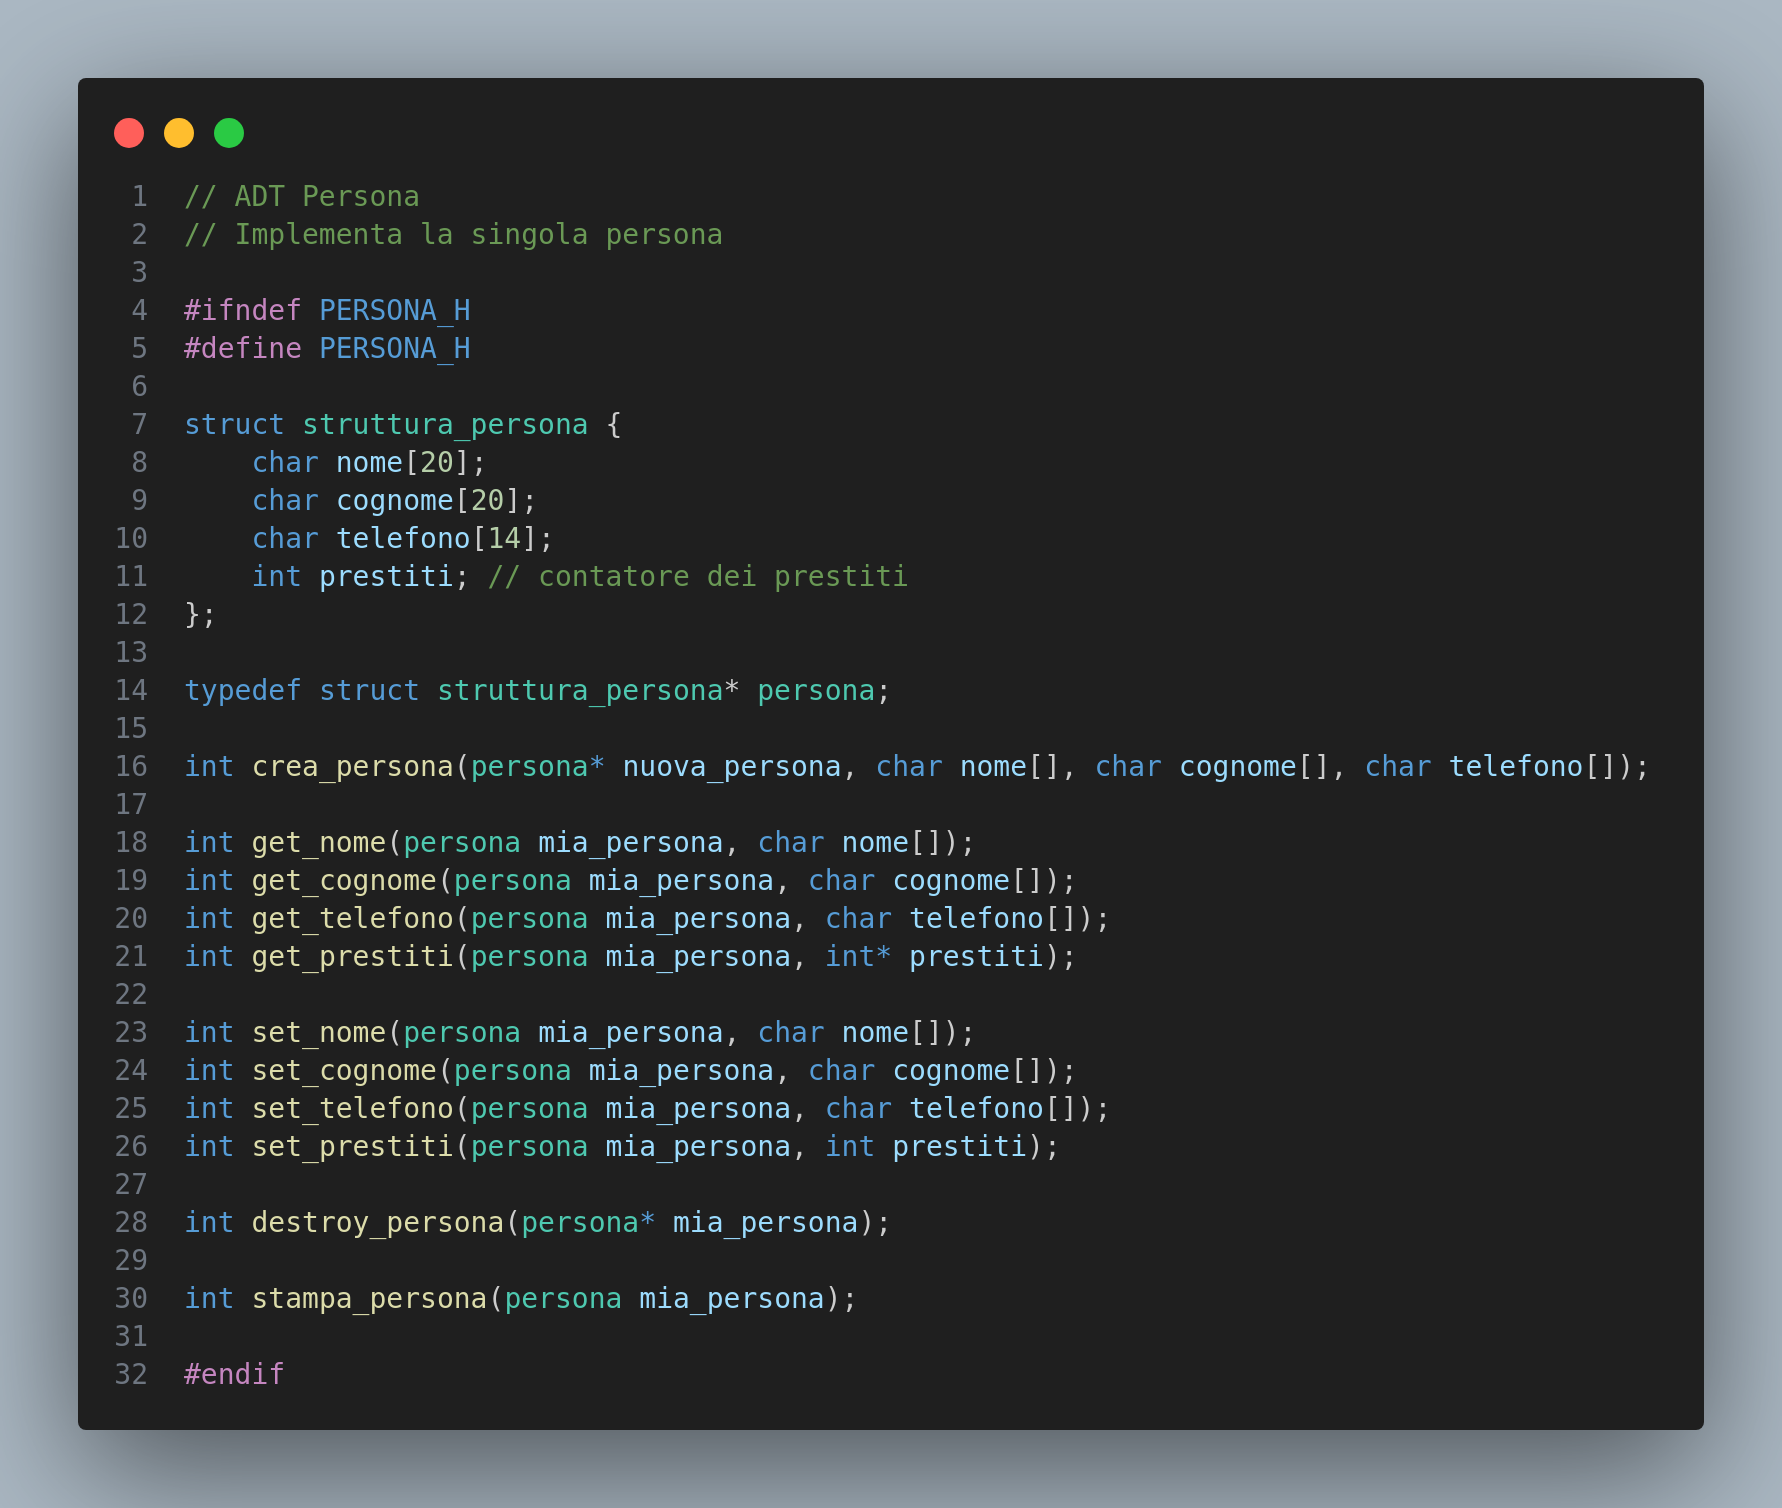 1 // ADT Persona
2 // Implementa la singola persona
3
4 #ifndef PERSONA_H
5 #define PERSONA_H
6
7 struct struttura_persona {
8     char nome[20];
9     char cognome[20];
10     char telefono[14];
11     int prestiti; // contatore dei prestiti
12 };
13
14 typedef struct struttura_persona* persona;
15
16 int crea_persona(persona* nuova_persona, char nome[], char cognome[], char telefono[]);
17
18 int get_nome(persona mia_persona, char nome[]);
19 int get_cognome(persona mia_persona, char cognome[]);
20 int get_telefono(persona mia_persona, char telefono[]);
21 int get_prestiti(persona mia_persona, int* prestiti);
22
23 int set_nome(persona mia_persona, char nome[]);
24 int set_cognome(persona mia_persona, char cognome[]);
25 int set_telefono(persona mia_persona, char telefono[]);
26 int set_prestiti(persona mia_persona, int prestiti);
27
28 int destroy_persona(persona* mia_persona);
29
30 int stampa_persona(persona mia_persona);
31
32 #endif